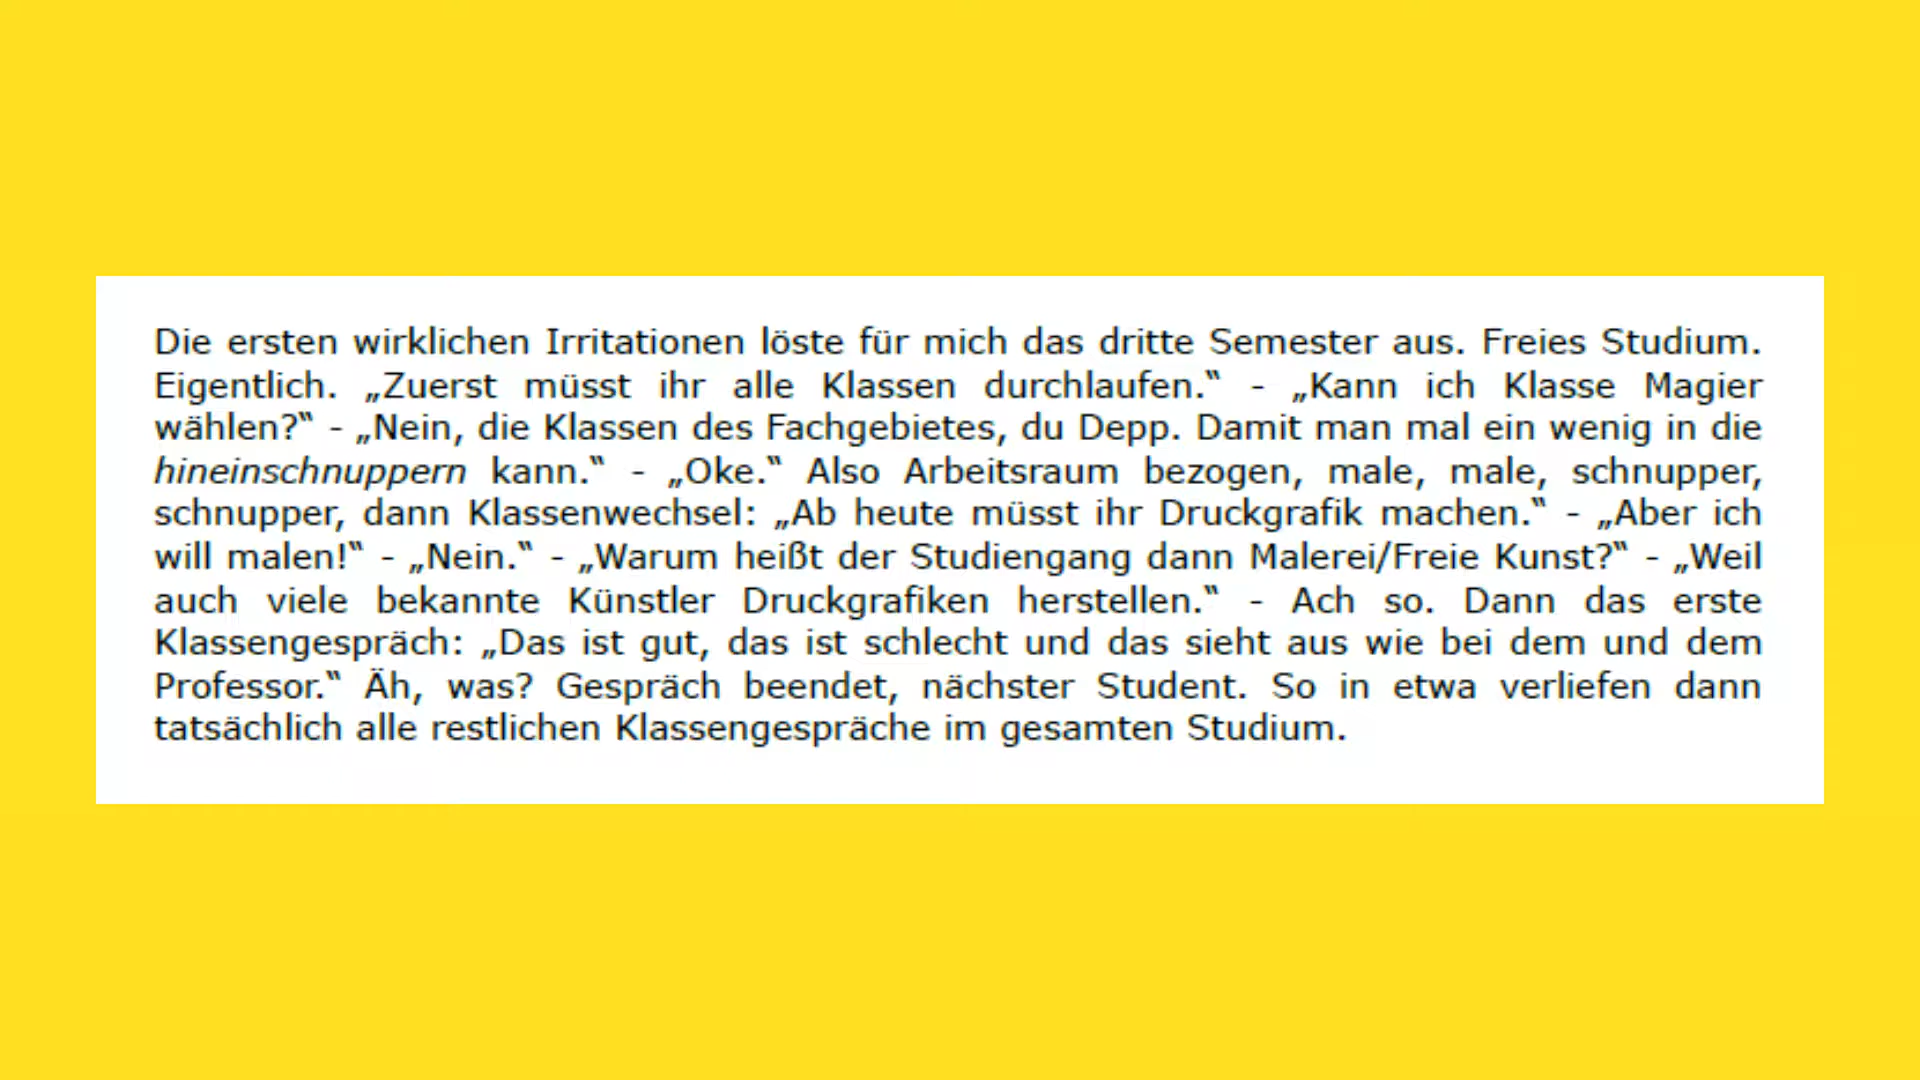 Die ersten wirklichen Irritationen löste für mich das dritte Semester aus. Freies Studium.
Eigentlich. „Zuerst müsst ihr alle Klassen durchlaufen.“ - „Kann ich Klasse Magier
wählen?“ - „Nein, die Klassen des Fachgebietes, du Depp. Damit man mal ein wenig in die
hineinschnuppern kann.“ - „Oke.“ Also Arbeitsraum bezogen, male, male, schnupper,
schnupper, dann Klassenwechsel: „Ab heute müsst ihr Druckgrafik machen.“ - „Aber ich
will malen!“ - „Nein.“ - „Warum heißt der Studiengang dann Malerei/Freie Kunst?“ - „Weil
auch viele bekannte Künstler Druckgrafiken herstellen.“ - Ach so. Dann das erste
Klassengespräch: „Das ist gut, das ist schlecht und das sieht aus wie bei dem und dem
Professor.“ Äh, was? Gespräch beendet, nächster Student. So in etwa verliefen dann
tatsächlich alle restlichen Klassengespräche im gesamten Studium.